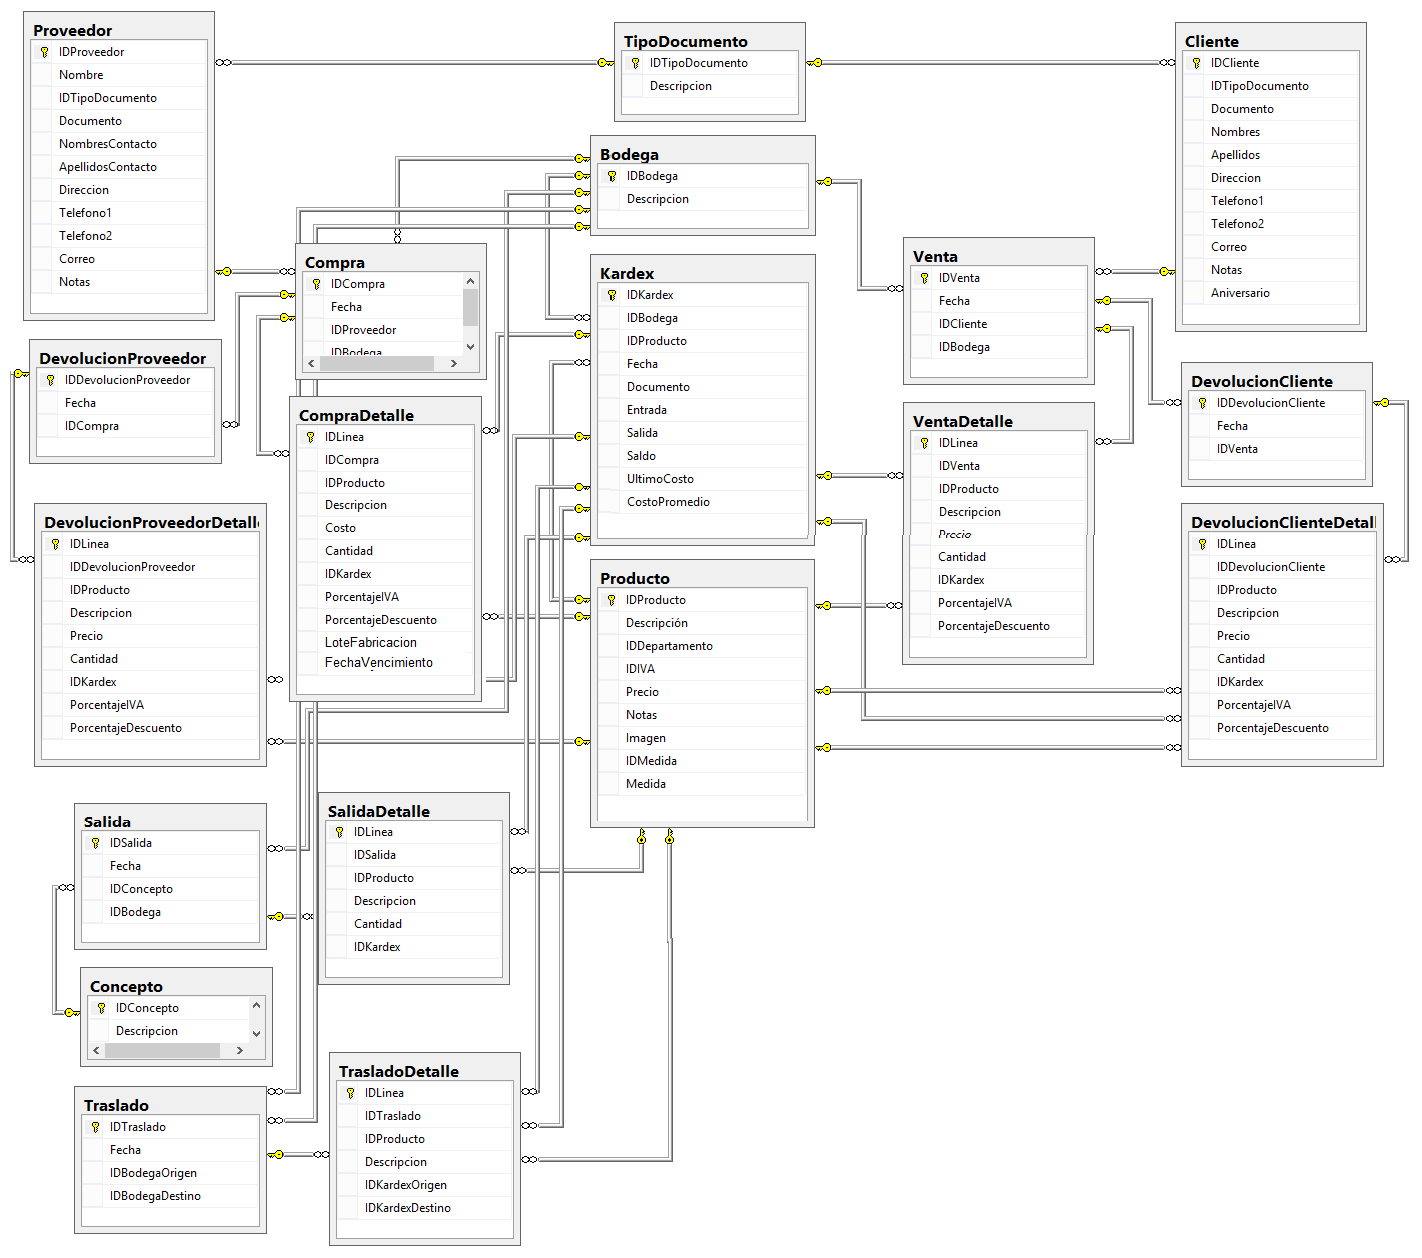 Proveedor
IDProveedor
Nombre
IDTipoDocumento
Documento
NombresContacto
ApellidosContacto
Direccion
Telefono1
Telefono2
Correo
Notas
TipoDocumento
IDTipoDocumento
Descripcion
Cliente
IDCliente
IDTipoDocumento
Documento
Nombres
Apellidos
Direccion
Telefono1
Telefono2
Correo
Notas
Aniversario
Bodega
IDBodega
Descripcion
Compra
IDCompra
Fecha
IDProveedor
IDBodega
Kardex
IDKardex
IDBodega
IDProducto
Fecha
Documento
Entrada
Salida
Saldo
UltimoCosto
CostoPromedio
Venta
IDVenta
Fecha
IDCliente
IDBodega
DevolucionProveedor
IDDevolucionProveedor
Fecha
IDCompra
CompraDetalle
IDLinea
IDCompra
IDProducto
Descripcion
Costo
Cantidad
IDKardex
PorcentajeIVA
PorcentajeDescuento
LoteFabricacion
FechaVencimiento
VentaDetalle
IDLinea
IDVenta
IDProducto
Descripcion
Precio
Cantidad
IDKardex
PorcentajeIVA
PorcentajeDescuento
DevolucionCliente
IDDevolucionCliente
Fecha
IDVenta
DevolucionProveedorDetalle
IDLinea
IDDevolucionProveedor
IDProducto
Descripcion
Precio
Cantidad
IDKardex
PorcentajeIVA
PorcentajeDescuento
Producto
IDProducto
Descripción
IDDepartamento
IDIVA
Precio
Notas
Imagen
IDMedida
Medida
DevolucionClienteDetall
IDLinea
IDDevolucionCliente
IDProducto
Descripcion
Precio
Cantidad
IDKardex
PorcentajeIVA
PorcentajeDescuento
Salida
IDSalida
Fecha
IDConcepto
IDBodega
SalidaDetalle
IDLinea
IDSalida
IDProducto
Descripcion
Cantidad
IDKardex
Concepto
IDConcepto
Descripcion
Traslado
IDTraslado
Fecha
IDBodegaOrigen
IDBodegaDestino
TrasladoDetalle
IDLinea
IDTraslado
IDProducto
Descripcion
IDKardexOrigen
IDKardexDestino